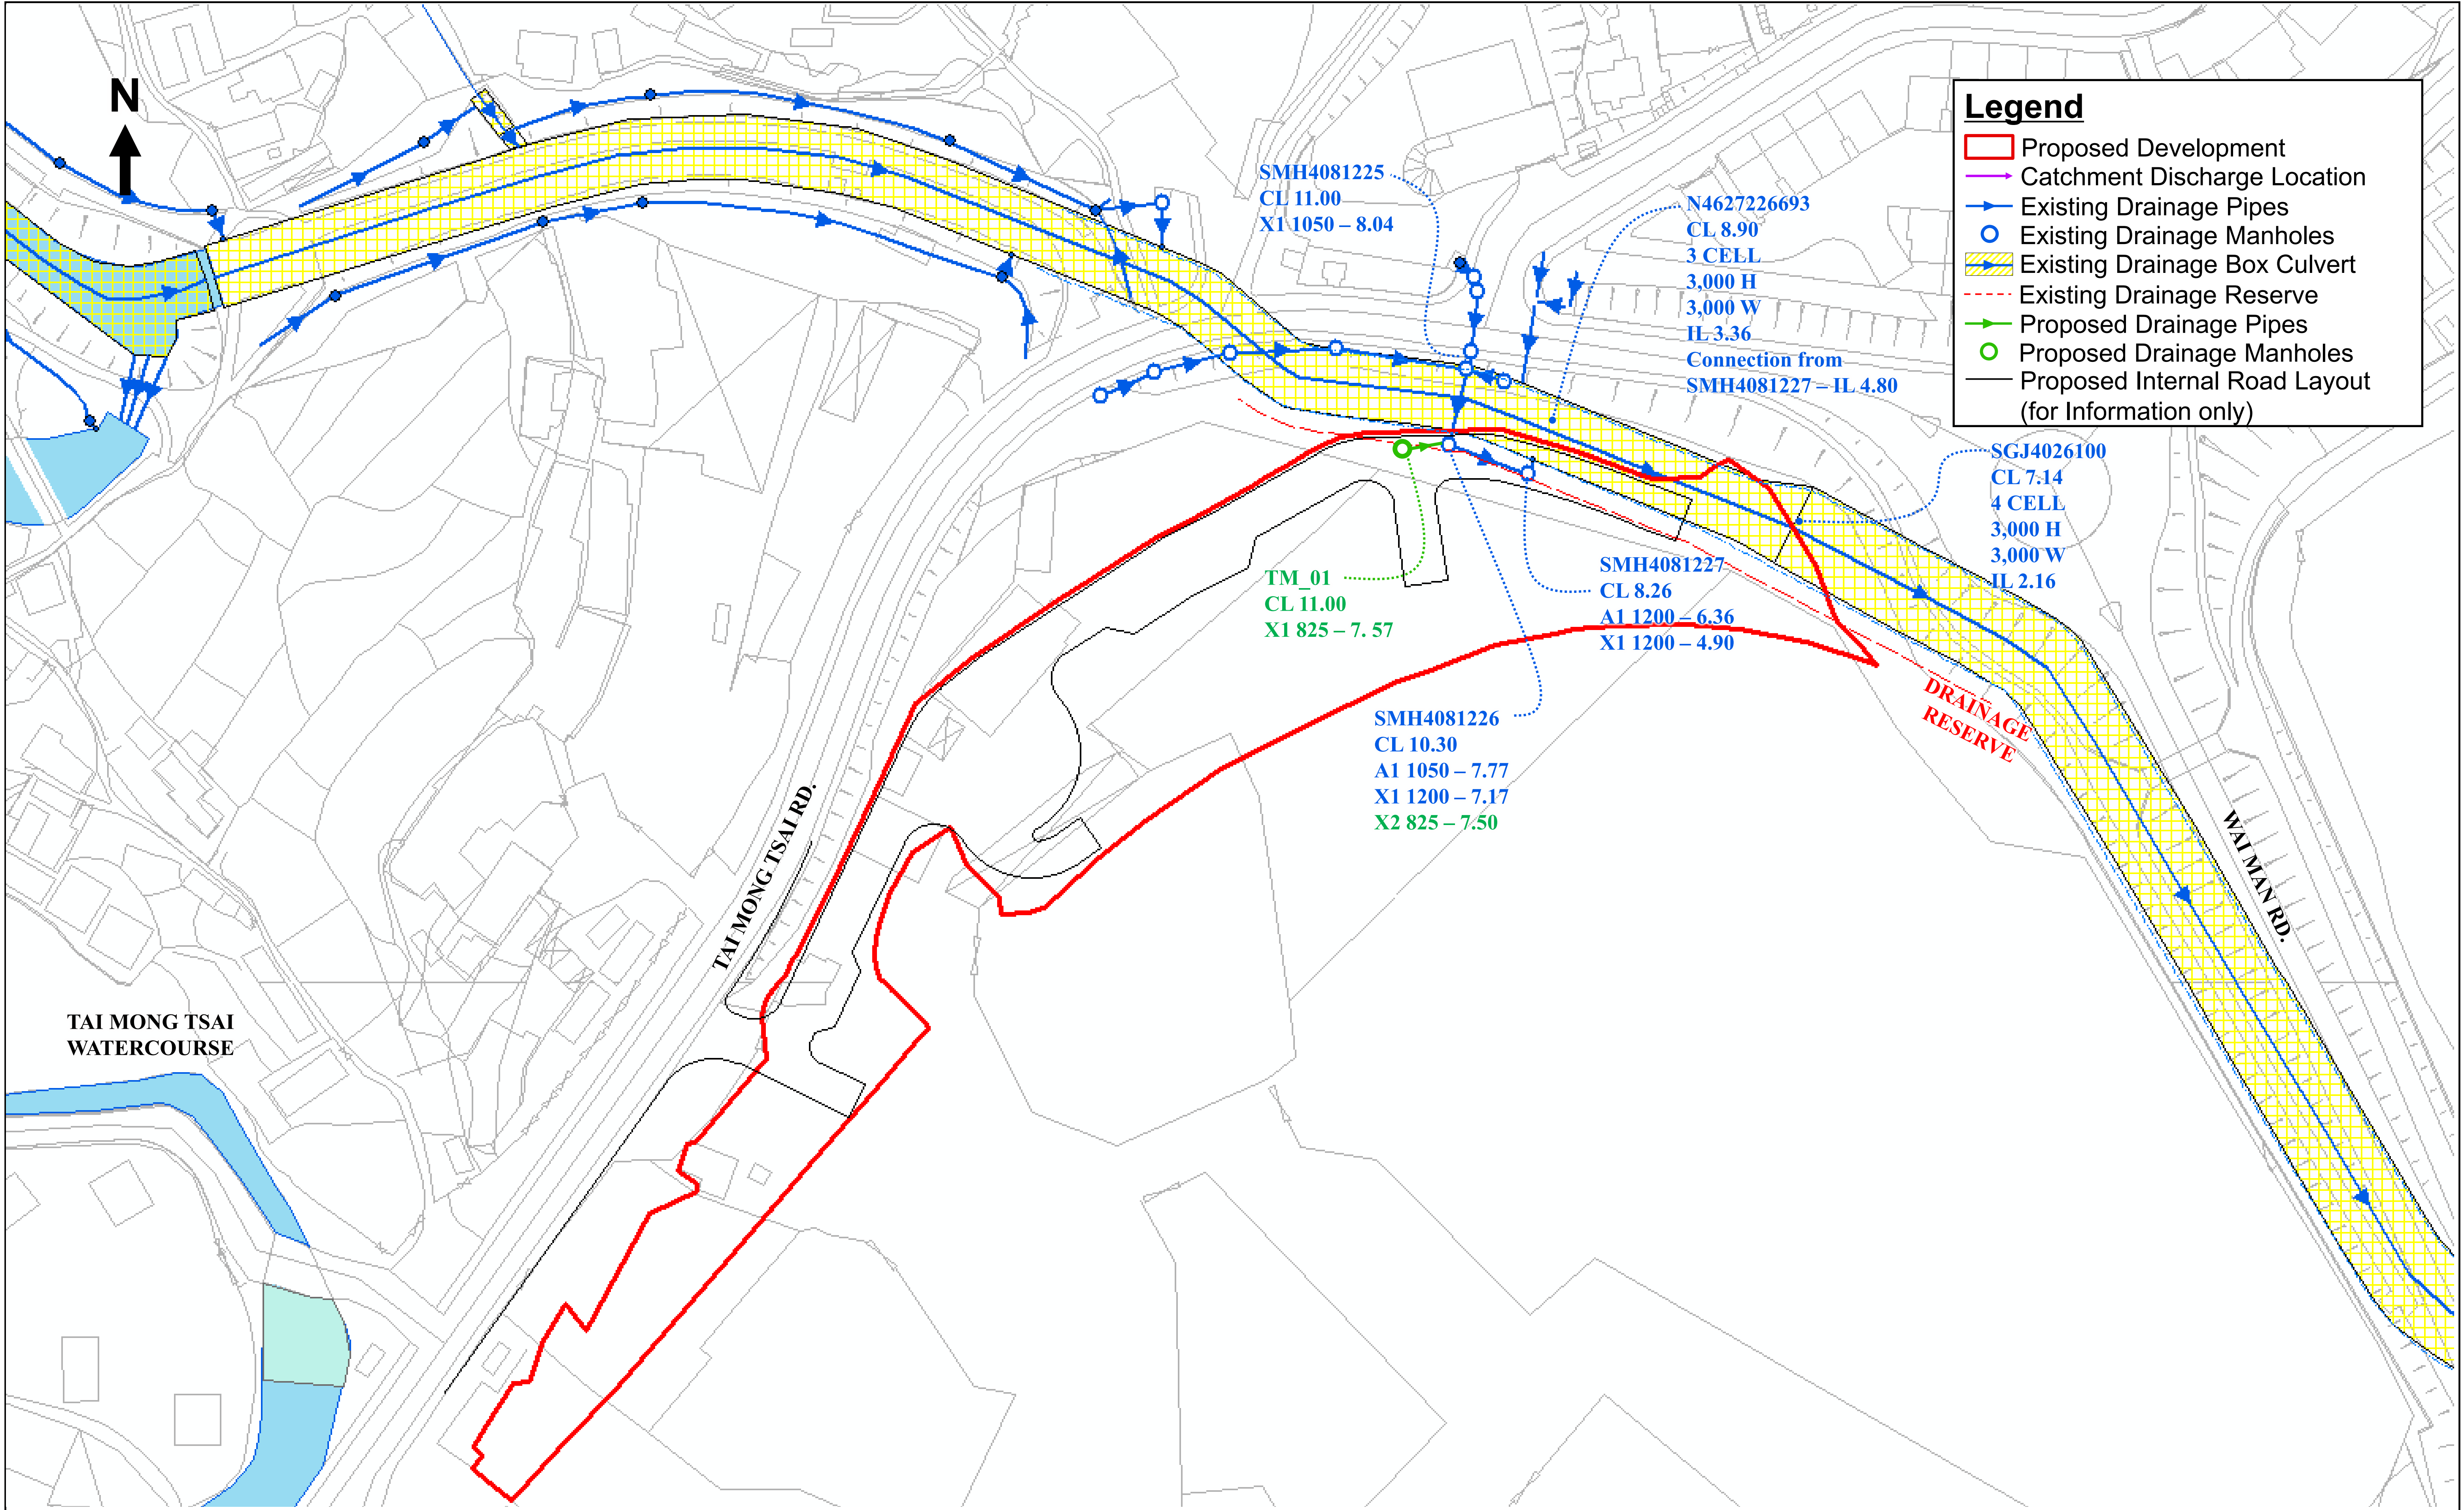 N
Legend
Proposed Development
Catchment Discharge Location
Existing Drainage Pipes
Existing Drainage Manholes
Existing Drainage Box Culvert
Existing Drainage Reserve
Proposed Drainage Pipes
Proposed Drainage Manholes
Proposed Internal Road Layout
(for Information only)
SMH4081225
CL 11.00
X1 1050 – 8.04
N4627226693
CL 8.90
3 CELL
3,000 H
3,000 W
IL 3.36
Connection from
SMH4081227 – IL 4.80
SGJ4026100
CL 7.14
4 CELL
3,000 H
3,000 W
IL 2.16
TM_01
CL 11.00
X1 825 – 7. 57
SMH4081227
CL 8.26
A1 1200 – 6.36
X1 1200 – 4.90
SMH4081226
CL 10.30
A1 1050 – 7.77
X1 1200 – 7.17
X2 825 – 7.50
DRAINAGE
RESERVE
TAI MONG TSAI RD.
WAI MAN RD.
TAI MONG TSAI
WATERCOURSE